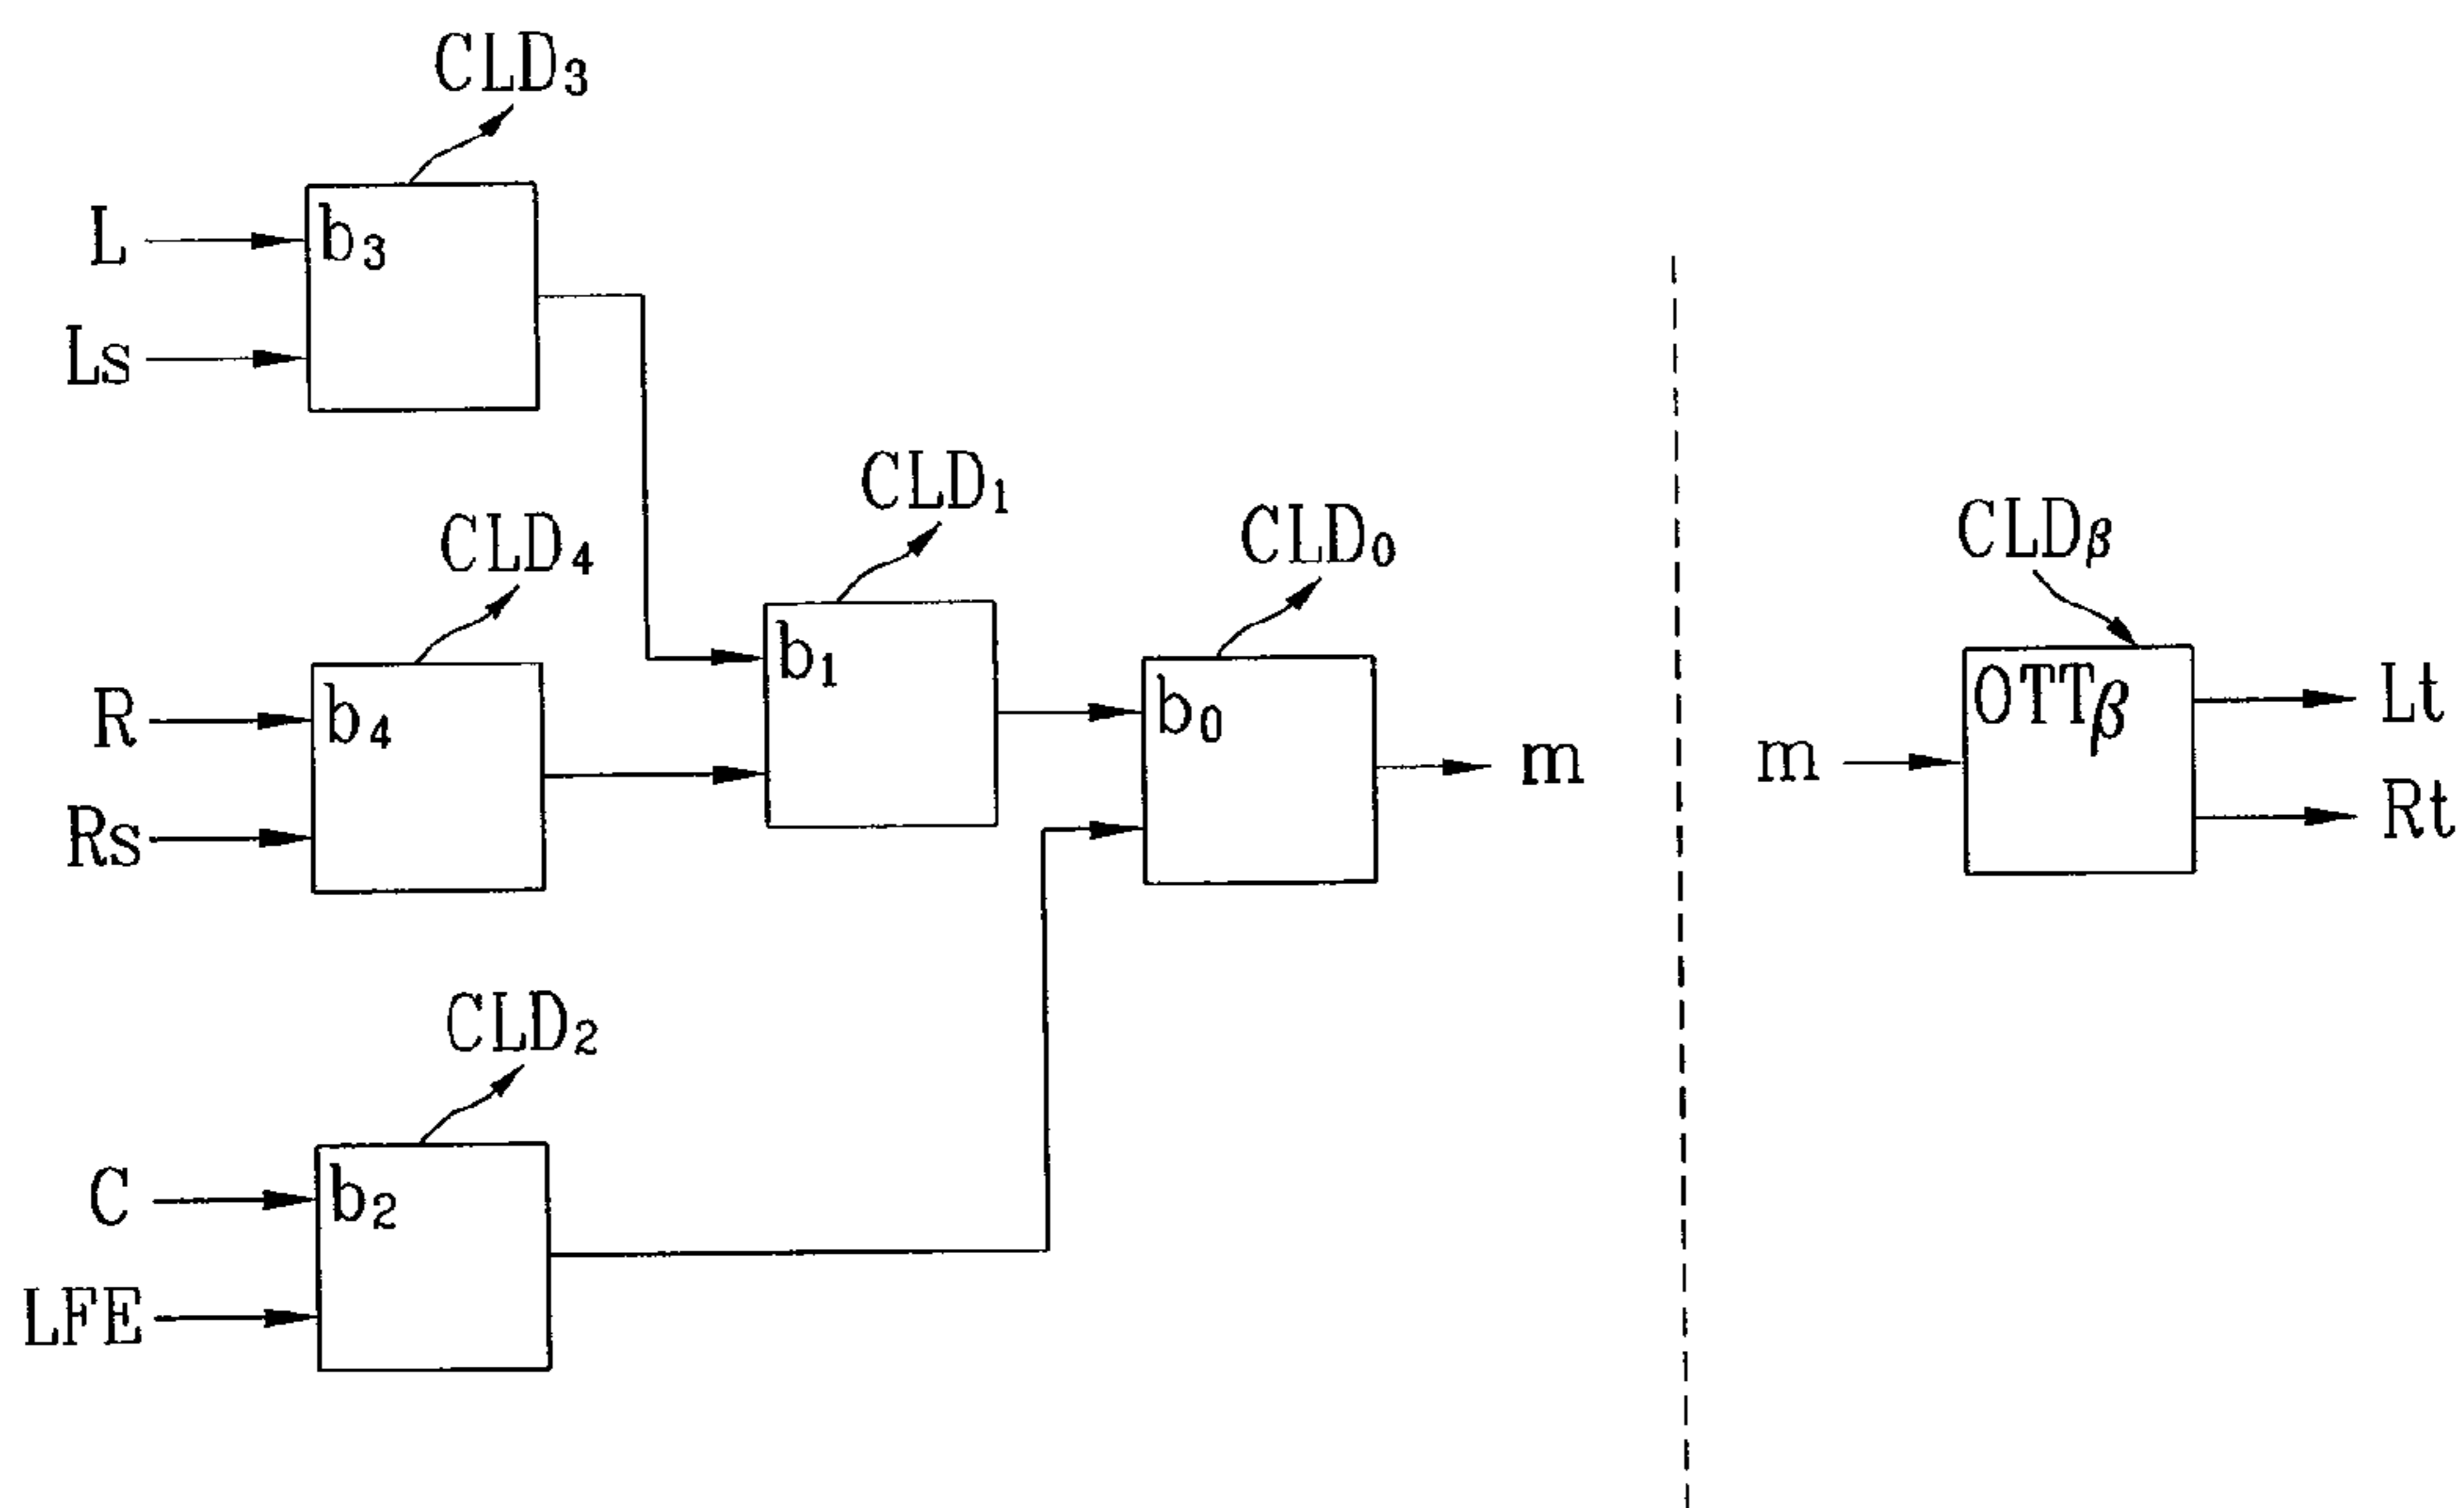 CLD₃
L
b₃
Ls
CLD₄
R
b₄
Rs
CLD₁
b₁
CLD₀
b₀
m
CLD₂
C
b₂
LFE
CLDβ
m
OTTβ
Lt
Rt